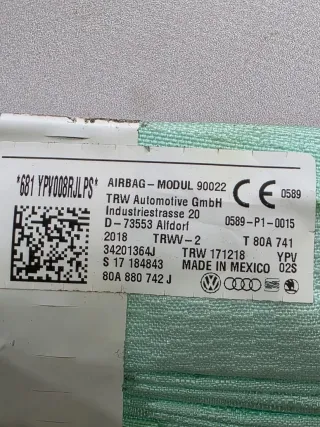 *681 YPV008RJLPS*
AIRBAG-MODUL 90022
TRW Automotive GmbH
Industriestrasse 20
D-73553 Alfdorf
CE 0589
0589-P1-0015
2018 TRWV-2 T 80A 741
34201364J TRW 171218 YPV
S 17 184843 MADE IN MEXICO 02S
80A 880 742 J